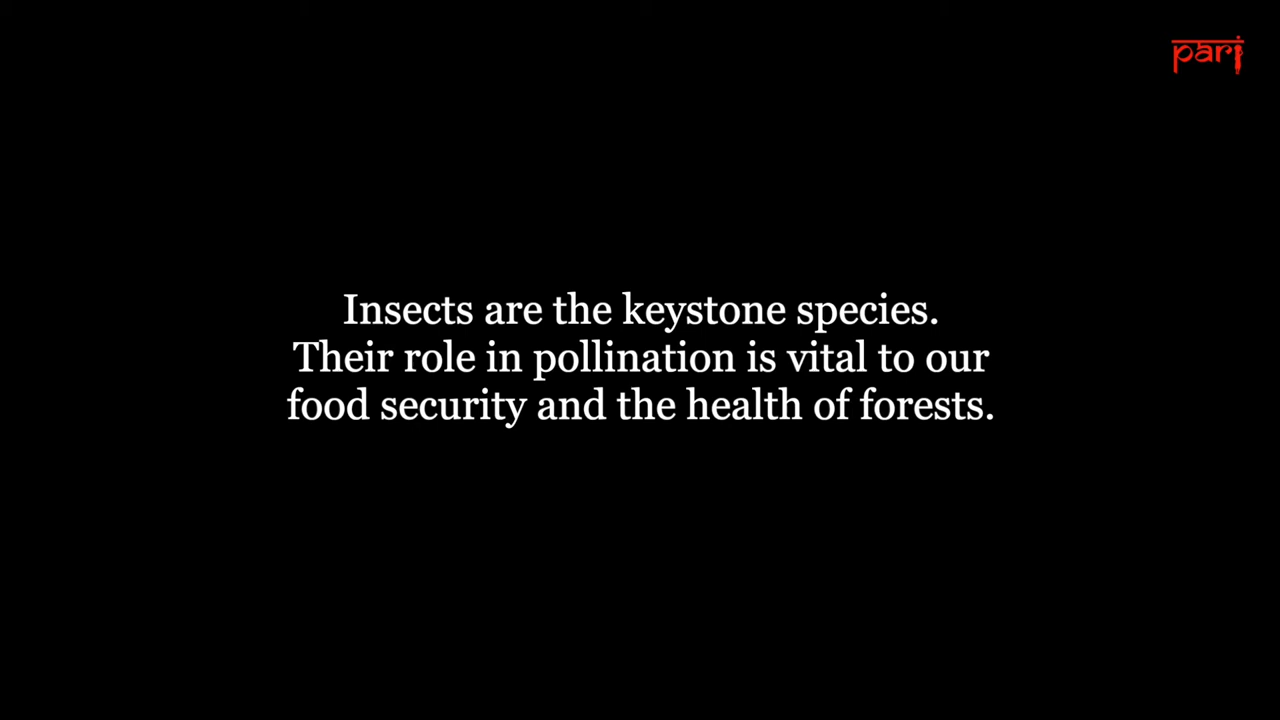 pari
Insects are the keystone species.
Their role in pollination is vital to our
food security and the health of forests.